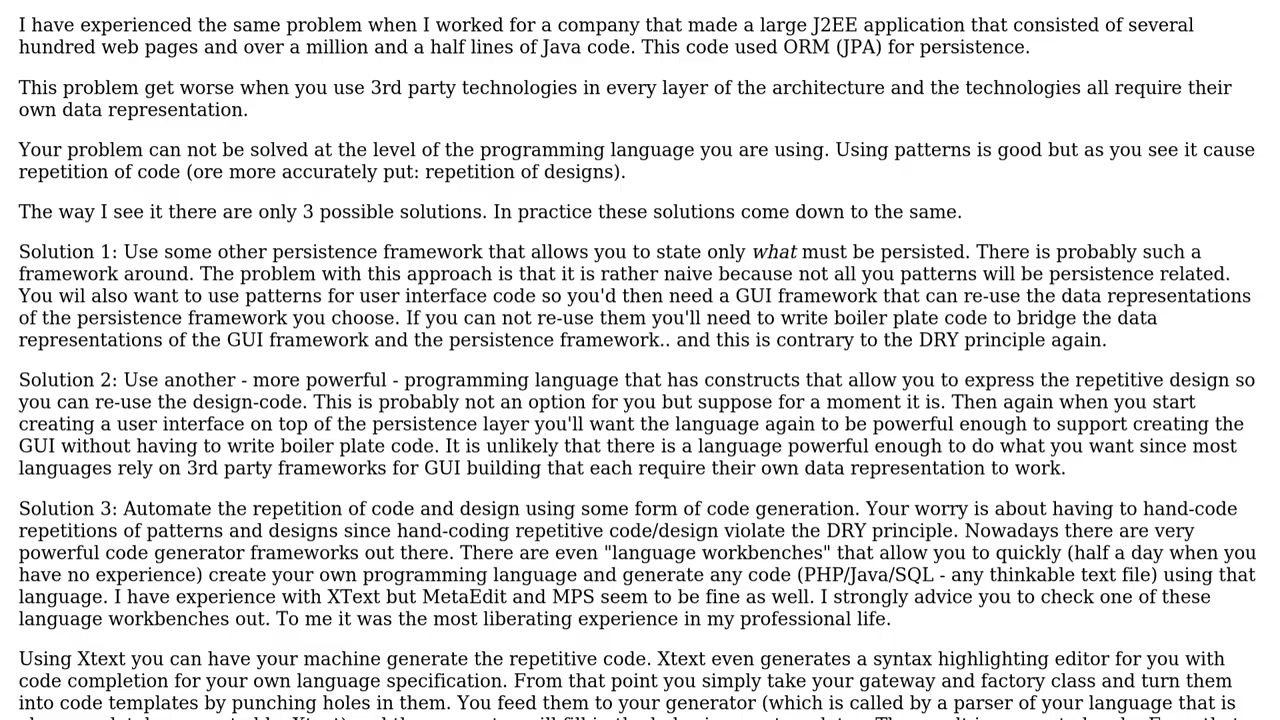 I have experienced the same problem when I worked for a company that made a large J2EE application that consisted of several
hundred web pages and over a million and a half lines of Java code. This code used ORM (JPA) for persistence.
This problem get worse when you use 3rd party technologies in every layer of the architecture and the technologies all require their
own data representation.
Your problem can not be solved at the level of the programming language you are using. Using patterns is good but as you see it cause
repetition of code (ore more accurately put: repetition of designs).
The way I see it there are only 3 possible solutions. In practice these solutions come down to the same.
Solution 1: Use some other persistence framework that allows you to state only what must be persisted. There is probably such a
framework around. The problem with this approach is that it is rather naive because not all you patterns will be persistence related.
You wil also want to use patterns for user interface code so you'd then need a GUI framework that can re-use the data representations
of the persistence framework you choose. If you can not re-use them you'll need to write boiler plate code to bridge the data
representations of the GUI framework and the persistence framework.. and this is contrary to the DRY principle again.
Solution 2: Use another - more powerful - programming language that has constructs that allow you to express the repetitive design so
you can re-use the design-code. This is probably not an option for you but suppose for a moment it is. Then again when you start
creating a user interface on top of the persistence layer you'll want the language again to be powerful enough to support creating the
GUI without having to write boiler plate code. It is unlikely that there is a language powerful enough to do what you want since most
languages rely on 3rd party frameworks for GUI building that each require their own data representation to work.
Solution 3: Automate the repetition of code and design using some form of code generation. Your worry is about having to hand-code
repetitions of patterns and designs since hand-coding repetitive code/design violate the DRY principle. Nowadays there are very
powerful code generator frameworks out there. There are even "language workbenches" that allow you to quickly (half a day when you
have no experience) create your own programming language and generate any code (PHP/Java/SQL - any thinkable text file) using that
language. I have experience with XText but MetaEdit and MPS seem to be fine as well. I strongly advice you to check one of these
language workbenches out. To me it was the most liberating experience in my professional life.
Using Xtext you can have your machine generate the repetitive code. Xtext even generates a syntax highlighting editor for you with
code completion for your own language specification. From that point you simply take your gateway and factory class and turn them
into code templates by punching holes in them. You feed them to your generator (which is called by a parser of your language that is